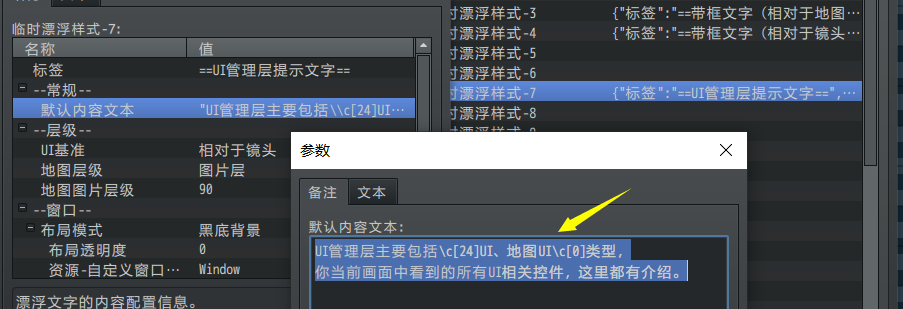 临时漂浮样式-7:
名称 值
标签 ==UI管理层提示文字==
--常规--
默认内容文本 "UI管理层主要包括\\c[24]UI…
--层级--
UI基准 相对于镜头
地图层级 图片层
地图图片层级 90
--窗口--
布局模式 黑底背景
布局透明度 0
资源-自定义窗口… Window
漂浮文字的内容配置信息。
时漂浮样式-3 {"标签":"==带框文字（相对于地图…
时漂浮样式-4 {"标签":"==带框文字（相对于镜头…
时漂浮样式-5
时漂浮样式-6
时漂浮样式-7 {"标签":"==UI管理层提示文字==",…
时漂浮样式-8
参数
备注 文本
默认内容文本:
UI管理层主要包括\c[24]UI、地图UI\c[0]类型,
你当前画面中看到的所有UI相关控件,这里都有介绍。